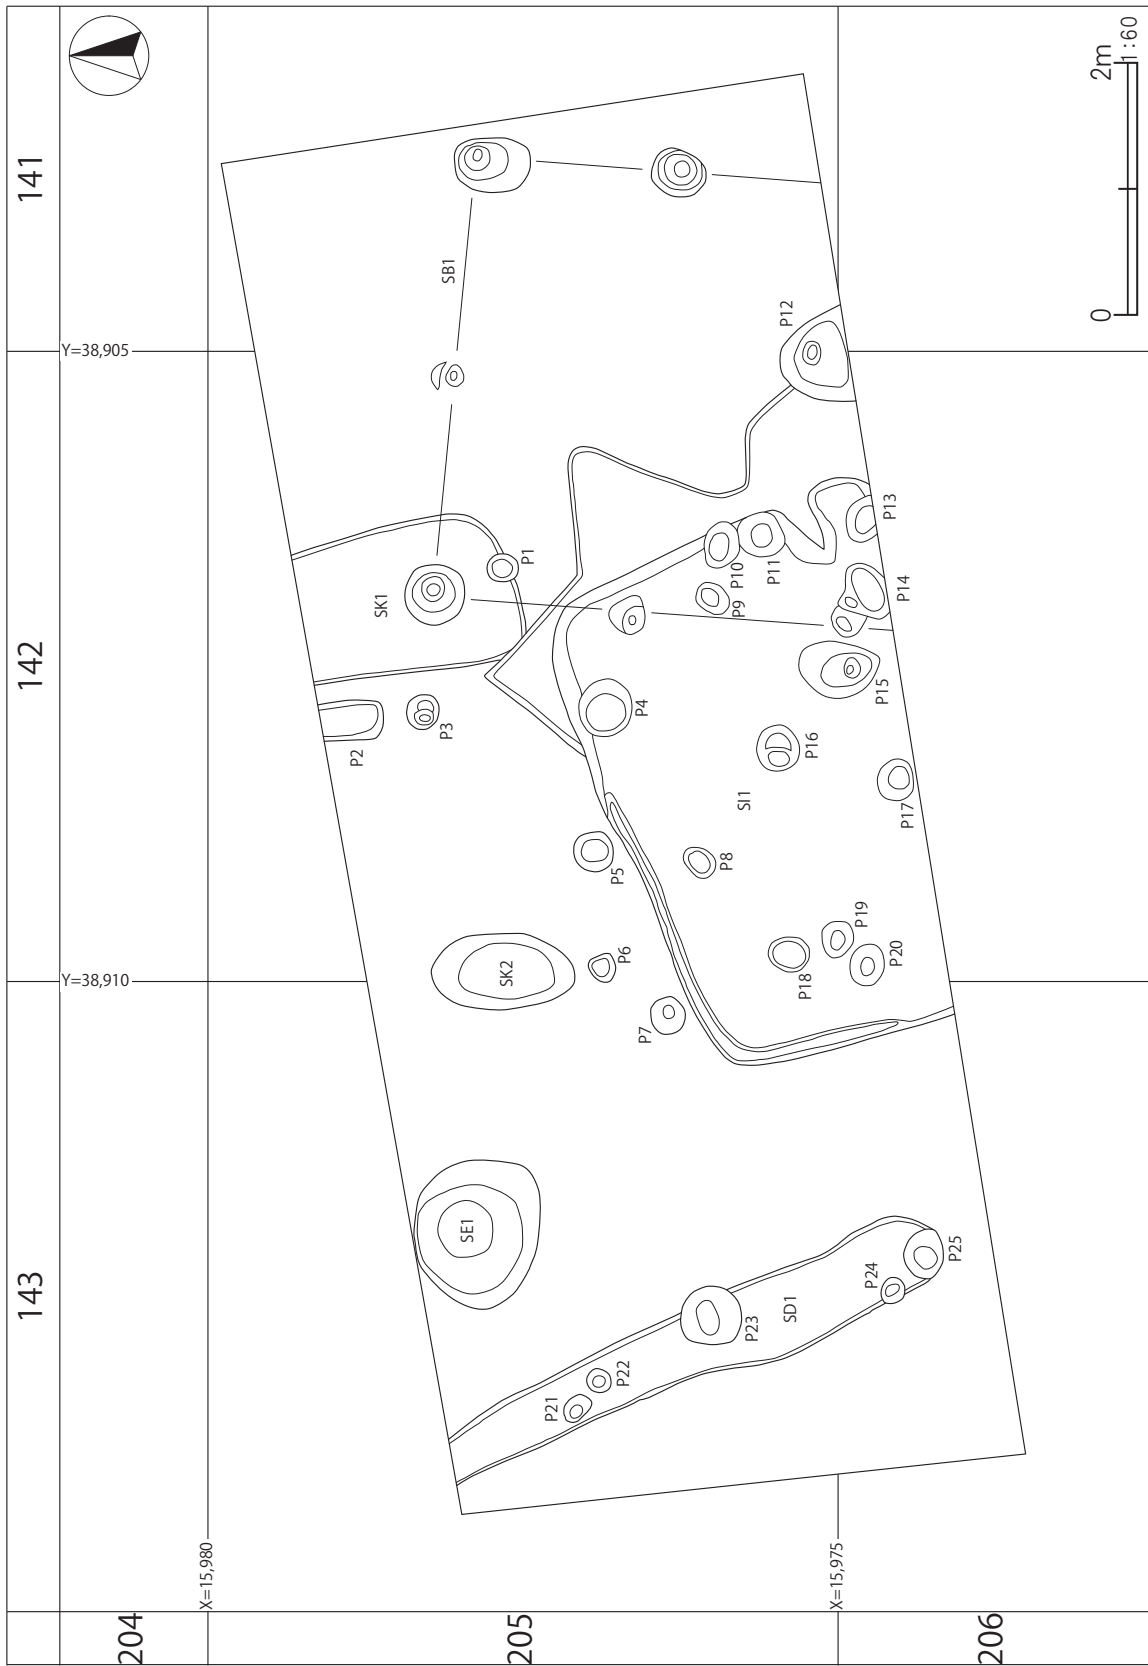 141
142
143
204
205
206
Y=38,905
Y=38,910
X=15,980
X=15,975
0
2m
1:60
SB1
SK1
P1
P2
P3
P4
P5
P6
P7
P8
P9
P10
P11
P12
P13
P14
P15
P16
P17
SI1
P18
P19
P20
SK2
SE1
SD1
P21
P22
P23
P24
P25